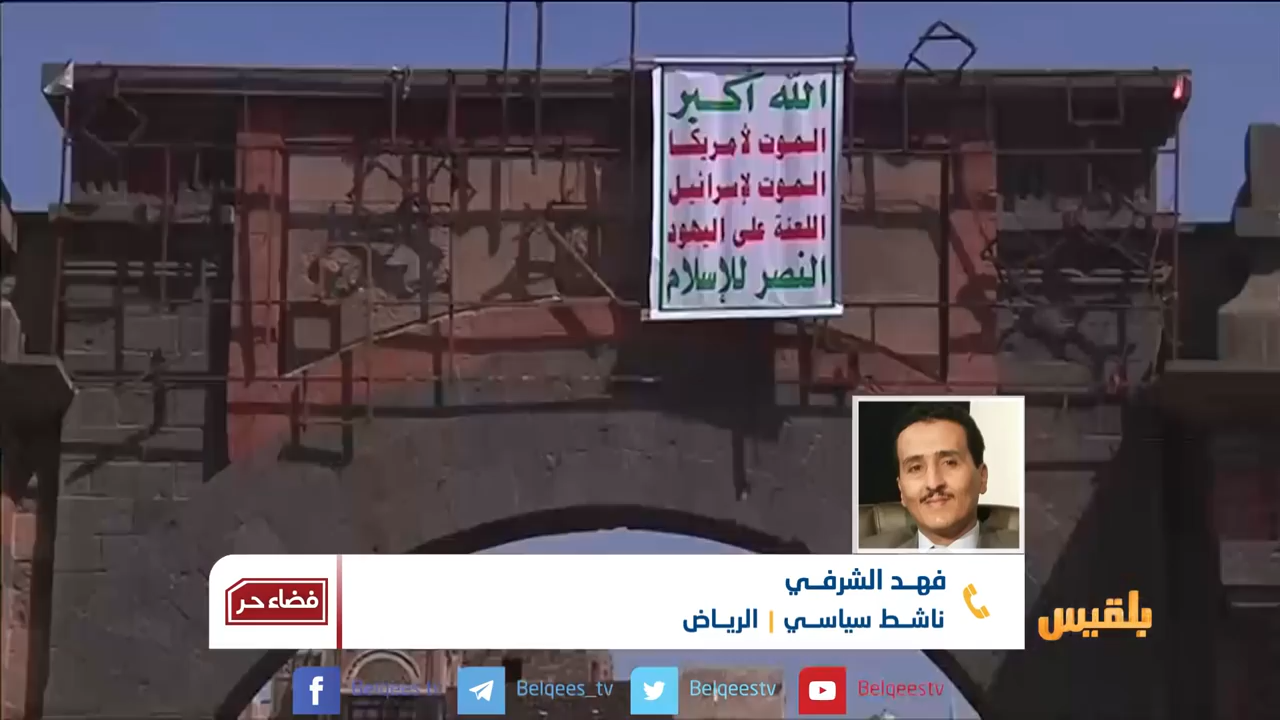 الله أكبر
الموت لأمريكا
الموت لإسرائيل
اللعنة على اليهود
النصر للإسلام
فهد الشرفي
ناشط سياسي | الرياض
فضاء حر
بلقيس
Belqees_tv
Belqees_tv
Belqeestv
Belqeestv